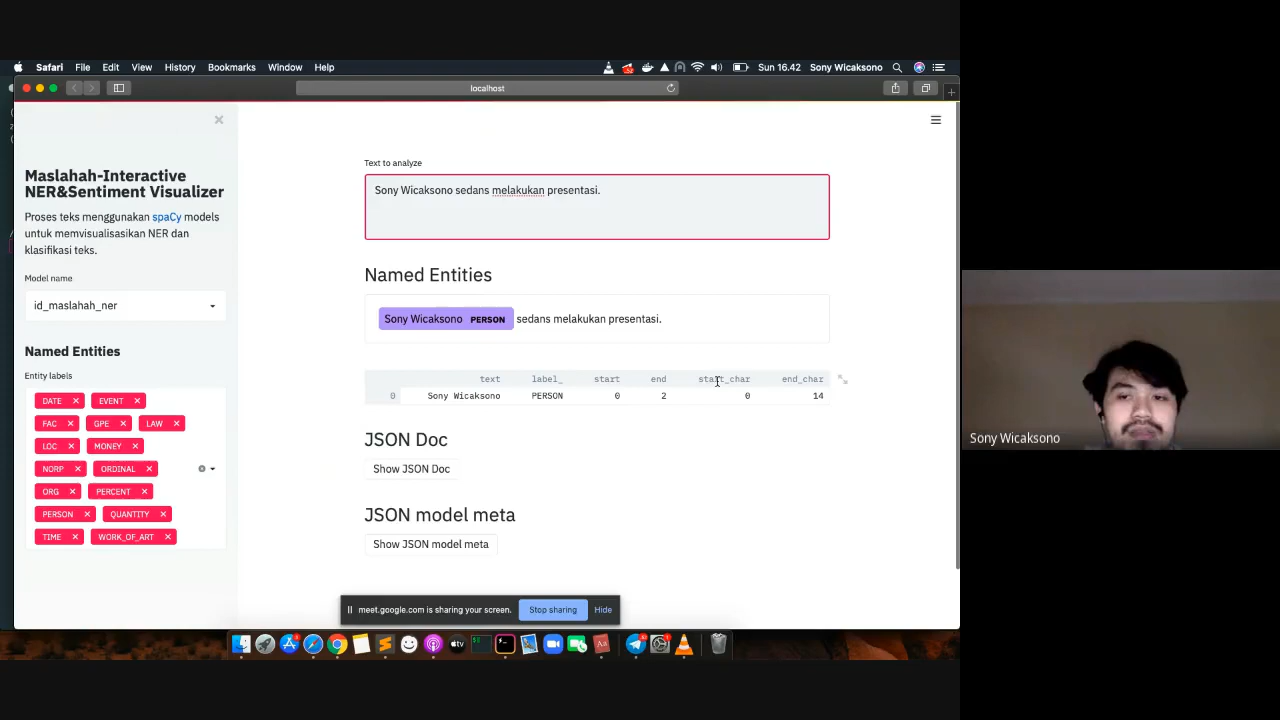 Safari File Edit View History Bookmarks Window Help
Sun 16.42 Sony Wicaksono
localhost
Maslahah-Interactive
NER&Sentiment Visualizer
Proses teks menggunakan spaCy models
untuk memvisualisasikan NER dan
klasifikasi teks.
Model name
id_maslahah_ner
Named Entities
Entity labels
DATE EVENT
FAC GPE LAW
LOC MONEY
NORP ORDINAL
ORG PERCENT
PERSON QUANTITY
TIME WORK_OF_ART
Text to analyze
Sony Wicaksono sedans melakukan presentasi.
Named Entities
Sony Wicaksono PERSON sedans melakukan presentasi.
text label_ start end start_char end_char
0 Sony Wicaksono PERSON 0 2 0 14
JSON Doc
Show JSON Doc
JSON model meta
Show JSON model meta
meet.google.com is sharing your screen. Stop sharing Hide
Sony Wicaksono